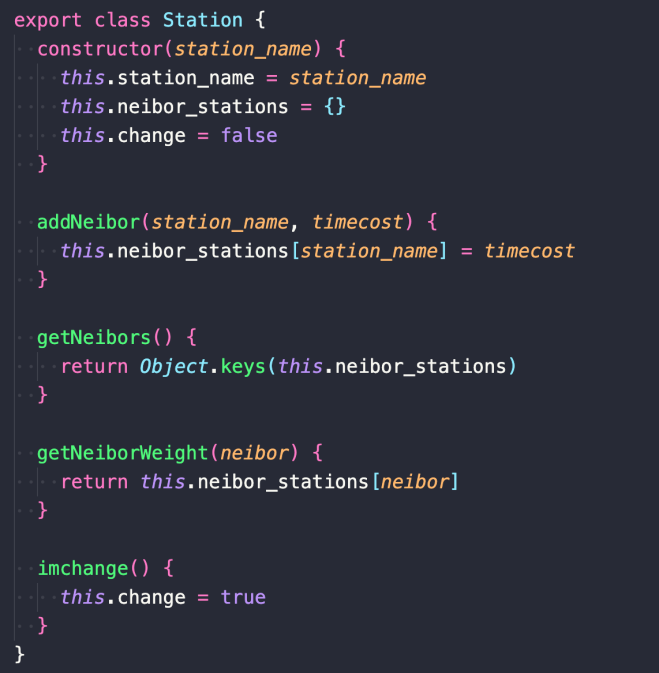 export class Station {
  constructor(station_name) {
    this.station_name = station_name
    this.neibor_stations = {}
    this.change = false
  }

  addNeibor(station_name, timecost) {
    this.neibor_stations[station_name] = timecost
  }

  getNeibors() {
    return Object.keys(this.neibor_stations)
  }

  getNeiborWeight(neibor) {
    return this.neibor_stations[neibor]
  }

  imchange() {
    this.change = true
  }
}